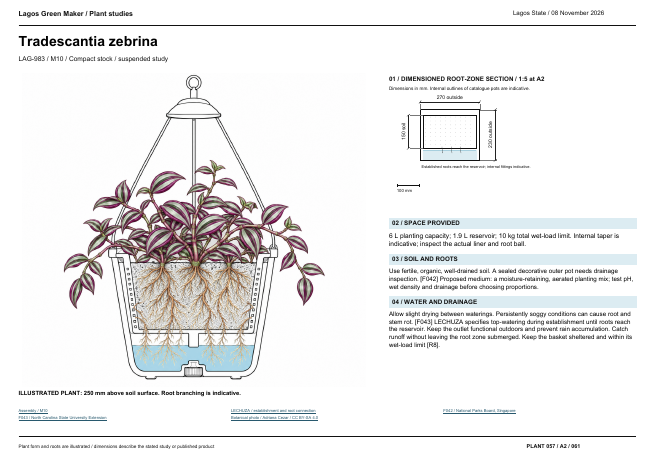 Lagos Green Maker / Plant studies
Lagos State / 08 November 2026
Tradescantia zebrina
LAG-983 / M10 / Compact stock / suspended study
01 / DIMENSIONED ROOT-ZONE SECTION / 1:5 at A2
Dimensions in mm. Internal outlines of catalogue pots are indicative.
270 outside
150 soil
230 outside
Established roots reach the reservoir; internal fittings indicative.
100 mm
02 / SPACE PROVIDED
6 L planting capacity; 1.9 L reservoir; 10 kg total wet-load limit. Internal taper is
indicative; inspect the actual liner and root ball.
03 / SOIL AND ROOTS
Use fertile, organic, well-drained soil. A sealed decorative outer pot needs drainage
inspection. [F042] Proposed medium: a moisture-retaining, aerated planting mix; test pH,
wet density and drainage before choosing proportions.
04 / WATER AND DRAINAGE
Allow slight drying between waterings. Persistently soggy conditions can cause root and
stem rot. [F043] LECHUZA specifies top-watering during establishment until roots reach
the reservoir. Keep the outlet functional outdoors and prevent rain accumulation. Catch
runoff without leaving the root zone submerged. Keep the basket sheltered and within its
wet-load limit [R8].
ILLUSTRATED PLANT: 250 mm above soil surface. Root branching is indicative.
Assembly / M10
LECHUZA / establishment and root connection
F042 / National Parks Board, Singapore
F043 / North Carolina State University Extension
Botanical photo / Adriana Cesar / CC BY-SA 4.0
Plant form and roots are illustrated / dimensions describe the stated study or published product
PLANT 057 / A2 / 061